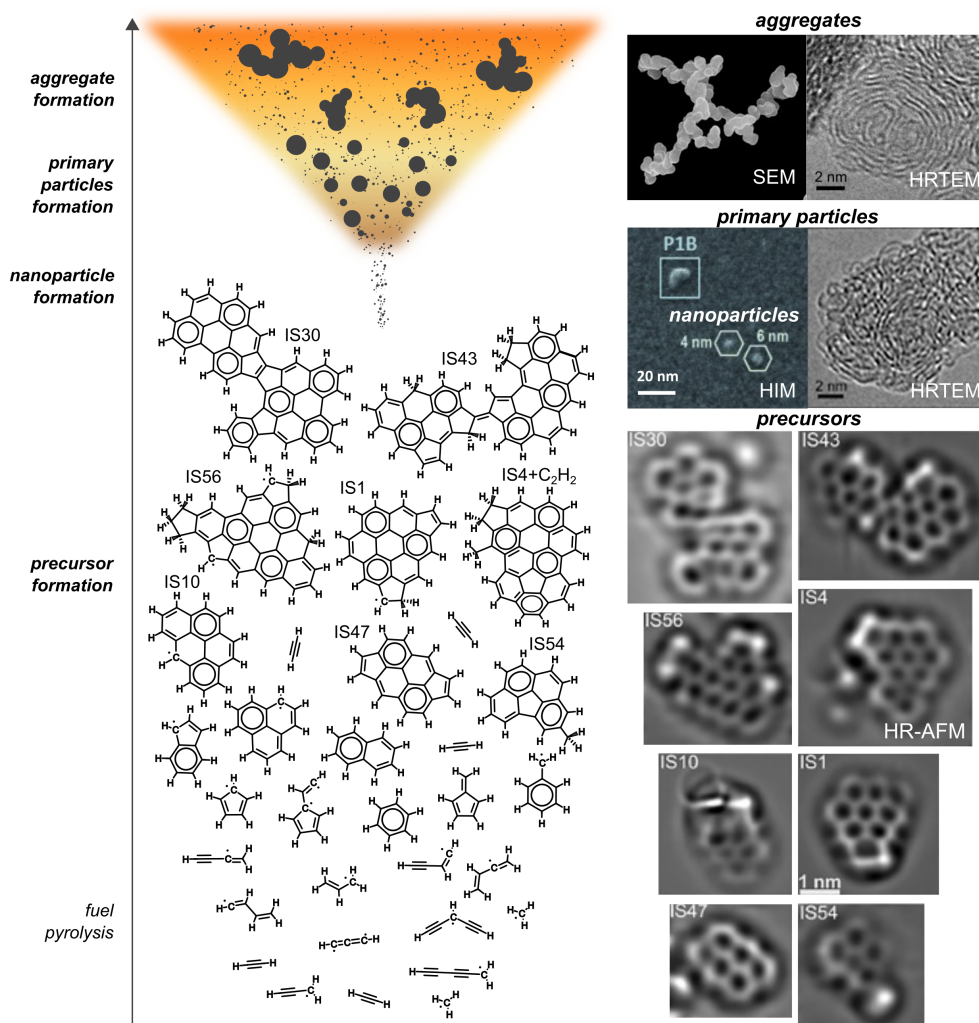 aggregate
formation
primary
particles
formation
nanoparticle
formation
precursor
formation
fuel
pyrolysis
IS30
IS43
IS56
IS1
IS4+C₂H₂
IS10
IS47
IS54
aggregates
SEM
2 nm
HRTEM
primary particles
P1B
nanoparticles
4 nm
6 nm
20 nm
HIM
2 nm
HRTEM
precursors
IS30
IS43
IS56
IS4
HR-AFM
IS10
IS1
1 nm
IS47
IS54